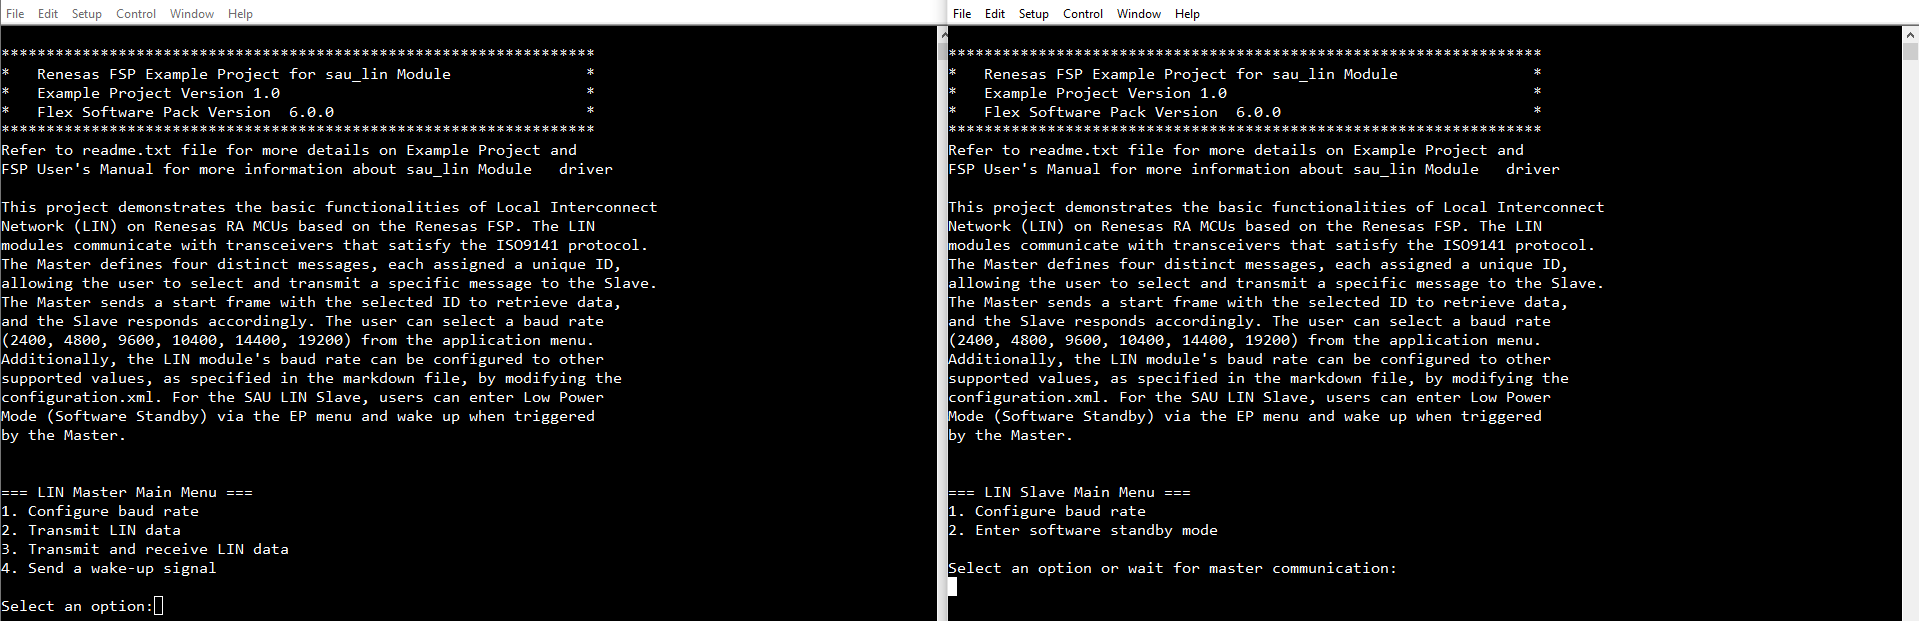 File Edit Setup Control Window Help
******************************************************************
*   Renesas FSP Example Project for sau_lin Module               *
*   Example Project Version 1.0                                  *
*   Flex Software Pack Version  6.0.0                            *
******************************************************************
Refer to readme.txt file for more details on Example Project and
FSP User's Manual for more information about sau_lin Module   driver

This project demonstrates the basic functionalities of Local Interconnect
Network (LIN) on Renesas RA MCUs based on the Renesas FSP. The LIN
modules communicate with transceivers that satisfy the ISO9141 protocol.
The Master defines four distinct messages, each assigned a unique ID,
allowing the user to select and transmit a specific message to the Slave.
The Master sends a start frame with the selected ID to retrieve data,
and the Slave responds accordingly. The user can select a baud rate
(2400, 4800, 9600, 10400, 14400, 19200) from the application menu.
Additionally, the LIN module's baud rate can be configured to other
supported values, as specified in the markdown file, by modifying the
configuration.xml. For the SAU LIN Slave, users can enter Low Power
Mode (Software Standby) via the EP menu and wake up when triggered
by the Master.

=== LIN Master Main Menu ===
1. Configure baud rate
2. Transmit LIN data
3. Transmit and receive LIN data
4. Send a wake-up signal

Select an option:
File Edit Setup Control Window Help
******************************************************************
*   Renesas FSP Example Project for sau_lin Module               *
*   Example Project Version 1.0                                  *
*   Flex Software Pack Version  6.0.0                            *
******************************************************************
Refer to readme.txt file for more details on Example Project and
FSP User's Manual for more information about sau_lin Module   driver

This project demonstrates the basic functionalities of Local Interconnect
Network (LIN) on Renesas RA MCUs based on the Renesas FSP. The LIN
modules communicate with transceivers that satisfy the ISO9141 protocol.
The Master defines four distinct messages, each assigned a unique ID,
allowing the user to select and transmit a specific message to the Slave.
The Master sends a start frame with the selected ID to retrieve data,
and the Slave responds accordingly. The user can select a baud rate
(2400, 4800, 9600, 10400, 14400, 19200) from the application menu.
Additionally, the LIN module's baud rate can be configured to other
supported values, as specified in the markdown file, by modifying the
configuration.xml. For the SAU LIN Slave, users can enter Low Power
Mode (Software Standby) via the EP menu and wake up when triggered
by the Master.

=== LIN Slave Main Menu ===
1. Configure baud rate
2. Enter software standby mode

Select an option or wait for master communication: